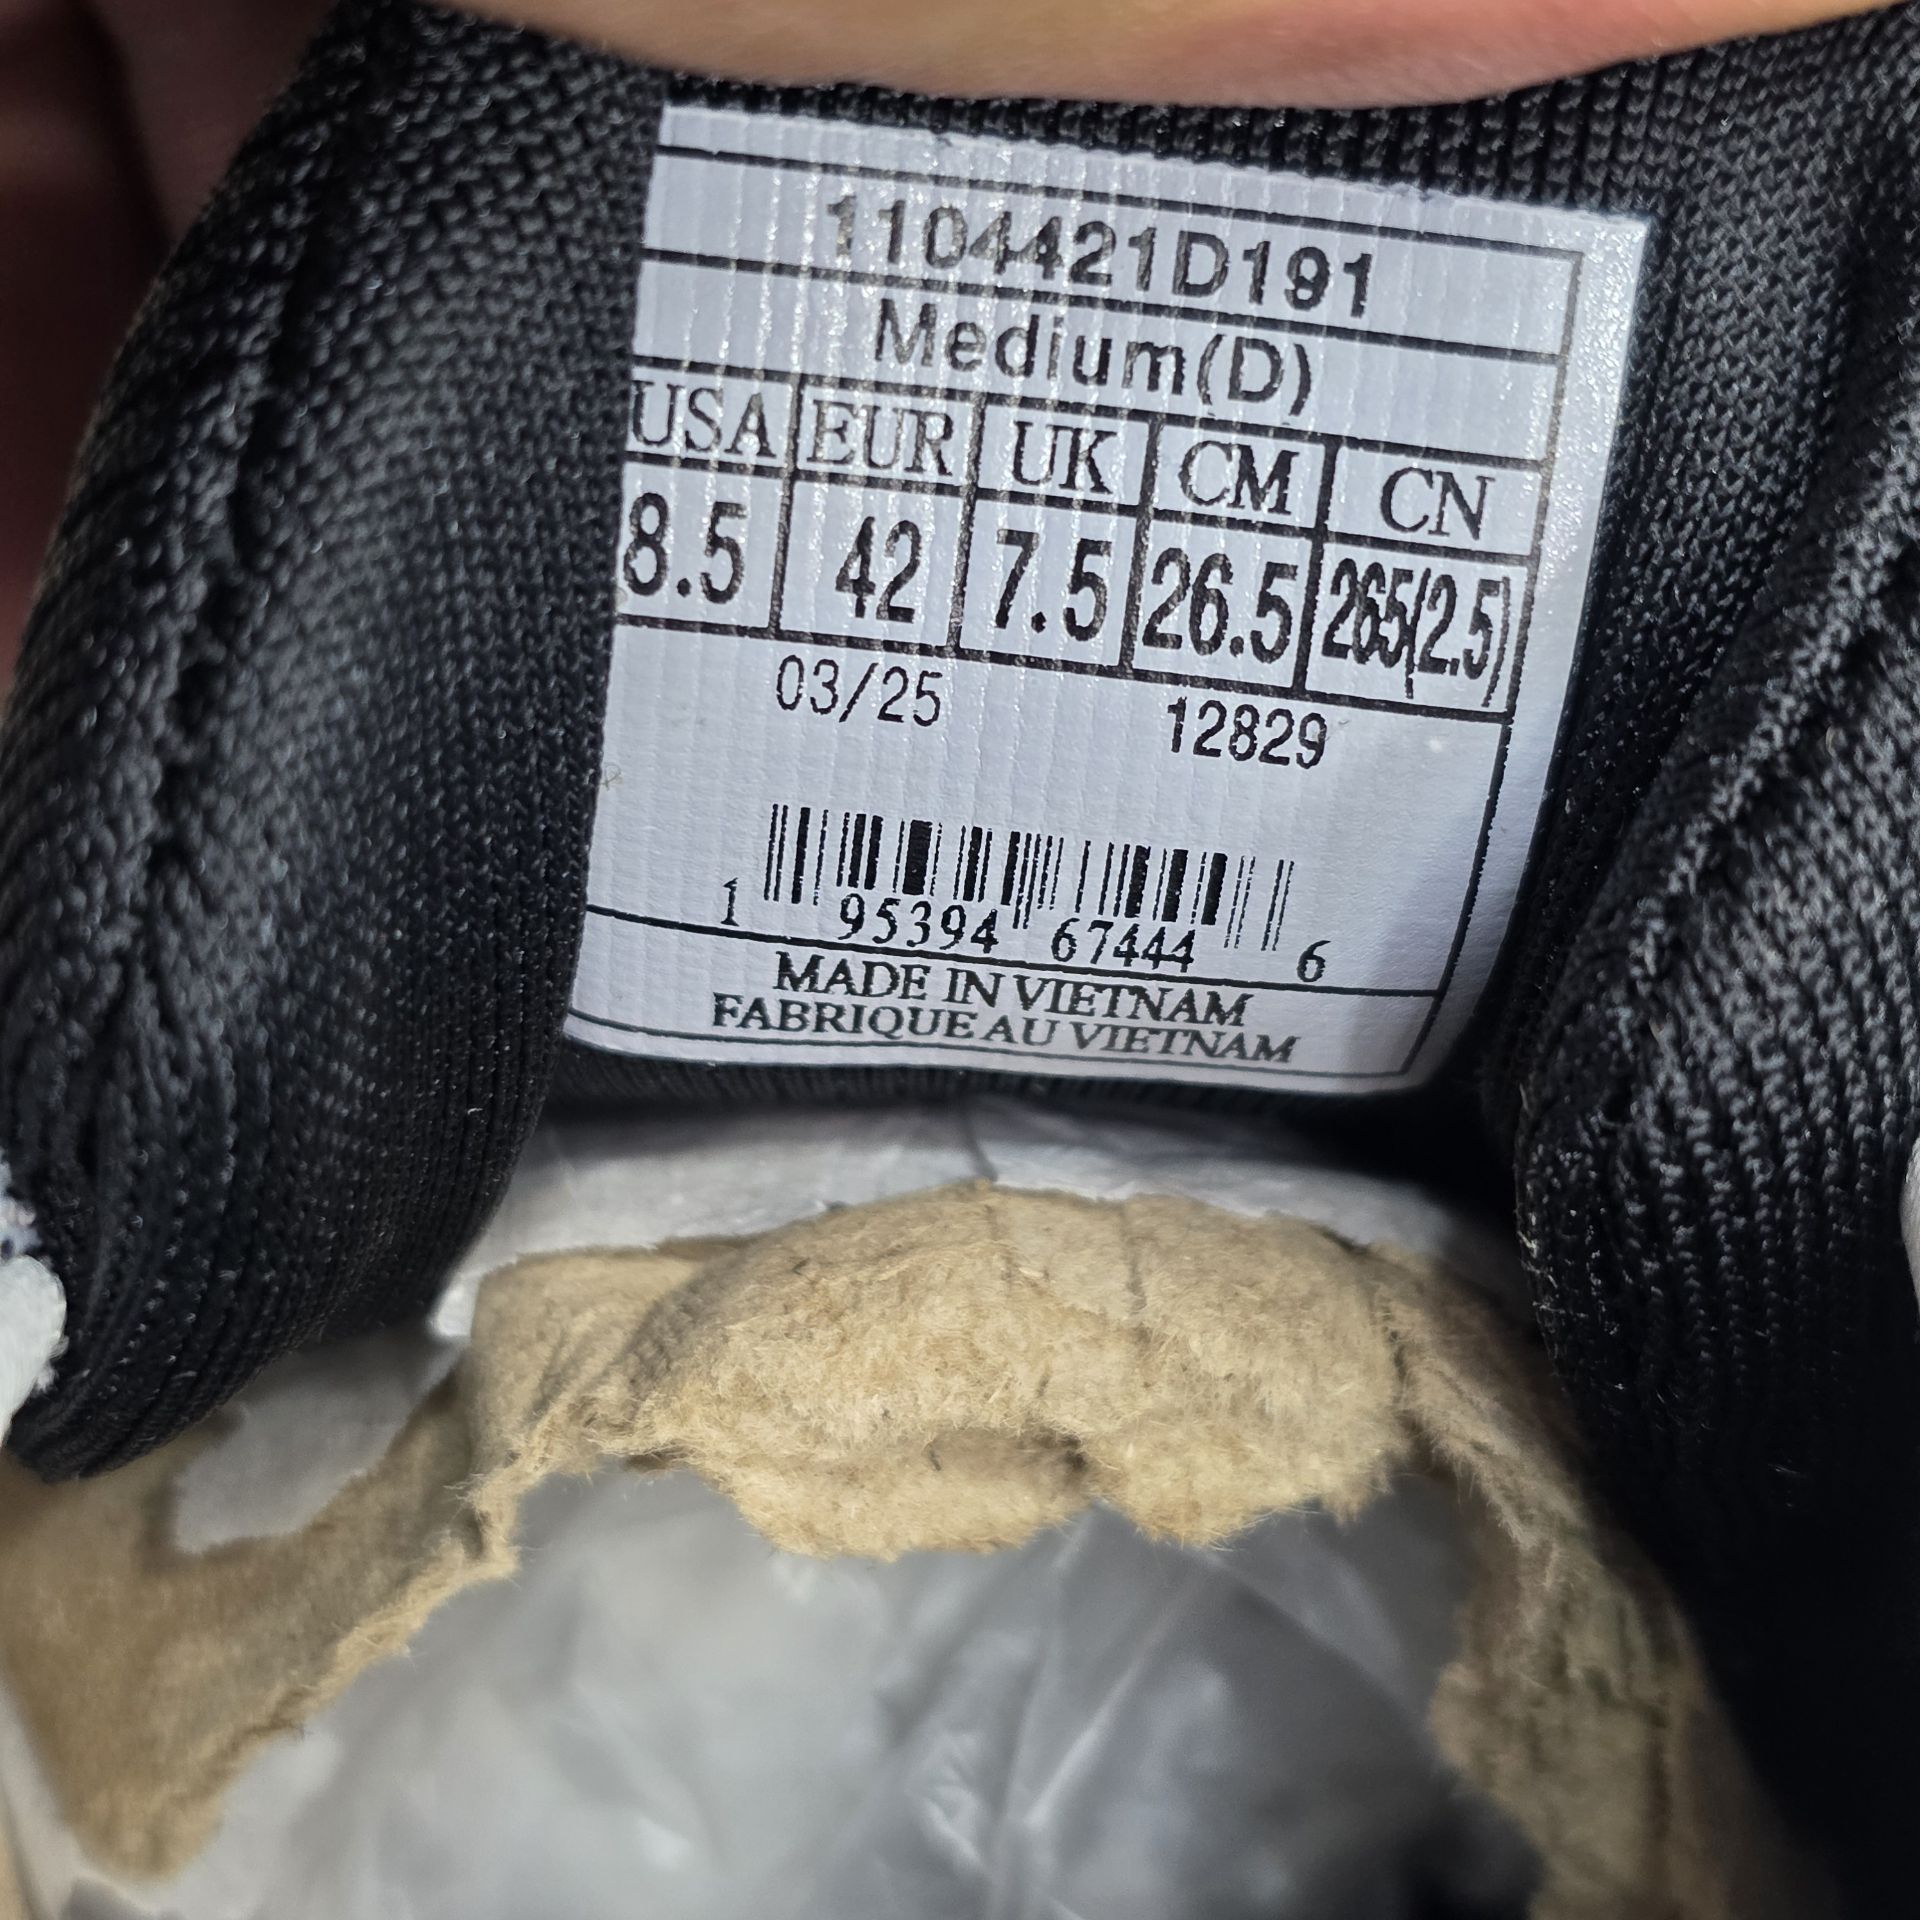 1104421D191
Medium(D)
USA EUR UK CM CN
8.5 42 7.5 26.5 265(2.5)
03/25 12829
1 95394 67444 6
MADE IN VIETNAM
FABRIQUE AU VIETNAM